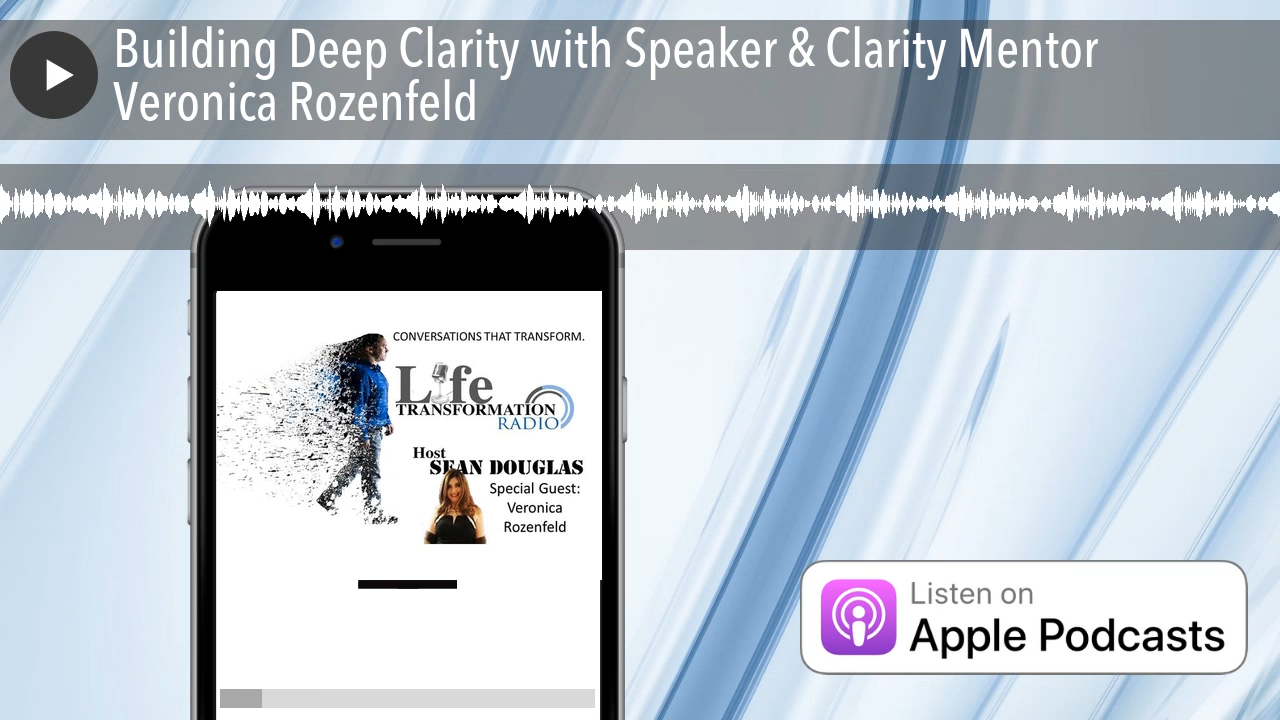 Building Deep Clarity with Speaker & Clarity Mentor
Veronica Rozenfeld
CONVERSATIONS THAT TRANSFORM.
Life
TRANSFORMATION
RADIO
Host
SEAN DOUGLAS
Special Guest:
Veronica
Rozenfeld
Listen on
Apple Podcasts